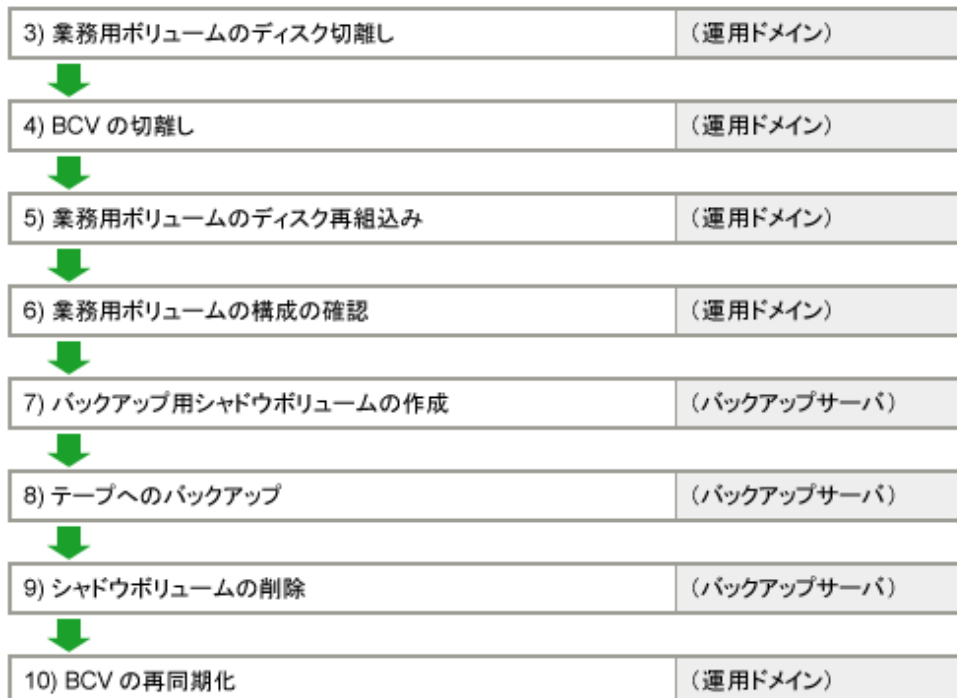 3) 業務用ボリュームのディスク切離し （運用ドメイン）
4) BCV の切離し （運用ドメイン）
5) 業務用ボリュームのディスク再組込み （運用ドメイン）
6) 業務用ボリュームの構成の確認 （運用ドメイン）
7) バックアップ用シャドウボリュームの作成 （バックアップサーバ）
8) テープへのバックアップ （バックアップサーバ）
9) シャドウボリュームの削除 （バックアップサーバ）
10) BCV の再同期化 （運用ドメイン）